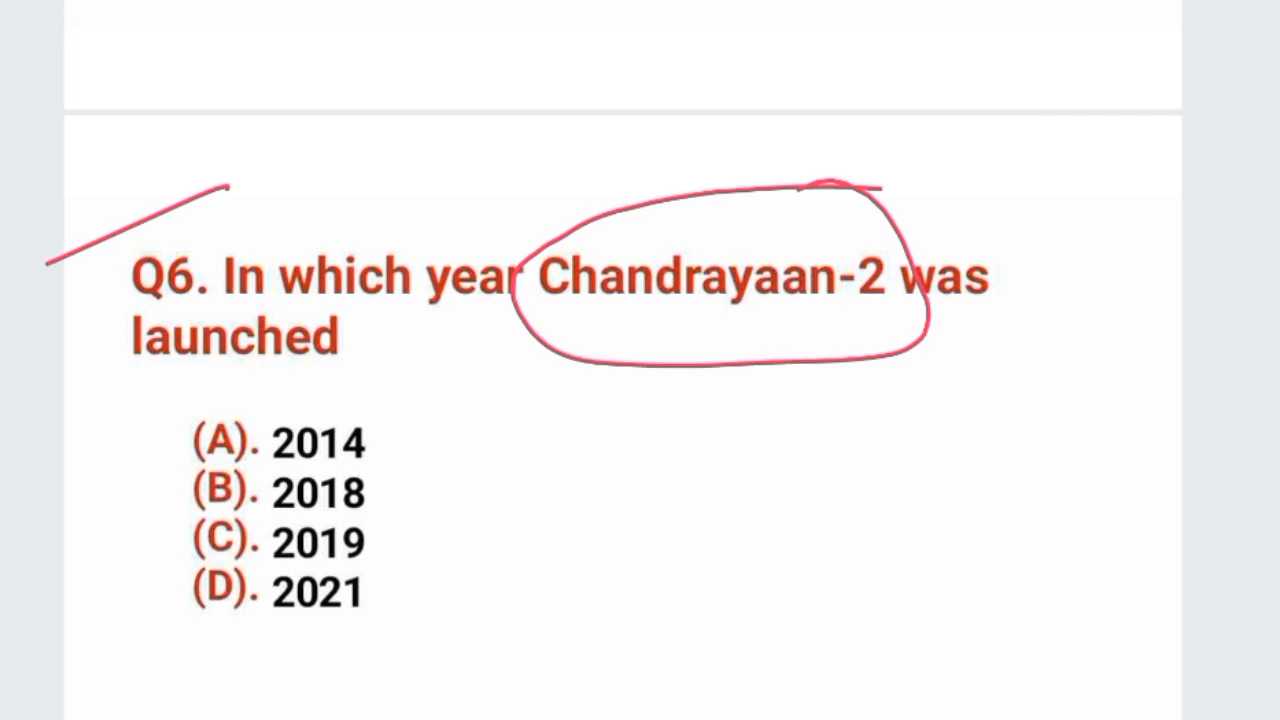 Q6. In which year Chandrayaan-2 was
launched
(A). 2014
(B). 2018
(C). 2019
(D). 2021